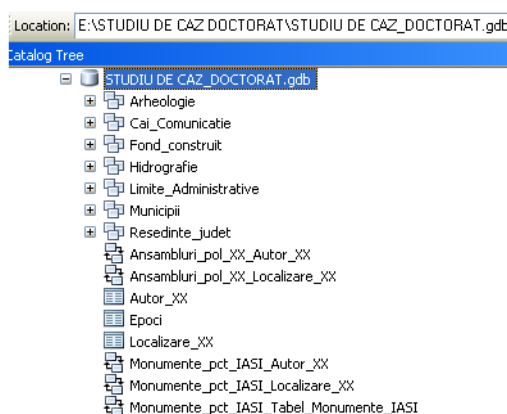 Location: E:\STUDIU DE CAZ DOCTORAT\STUDIU DE CAZ_DOCTORAT.gdb
Catalog Tree
STUDIU DE CAZ_DOCTORAT.gdb
Arheologie
Cai_Comunicatie
Fond_construit
Hidrografie
Limite_Administrative
Municipii
Resedinte_judet
Ansambluri_pol_XX_Autor_XX
Ansambluri_pol_XX_Localizare_XX
Autor_XX
Epoci
Localizare_XX
Monumente_pct_IASI_Autor_XX
Monumente_pct_IASI_Localizare_XX
Monumente_pct_IASI_Tabel_Monumente_IASI